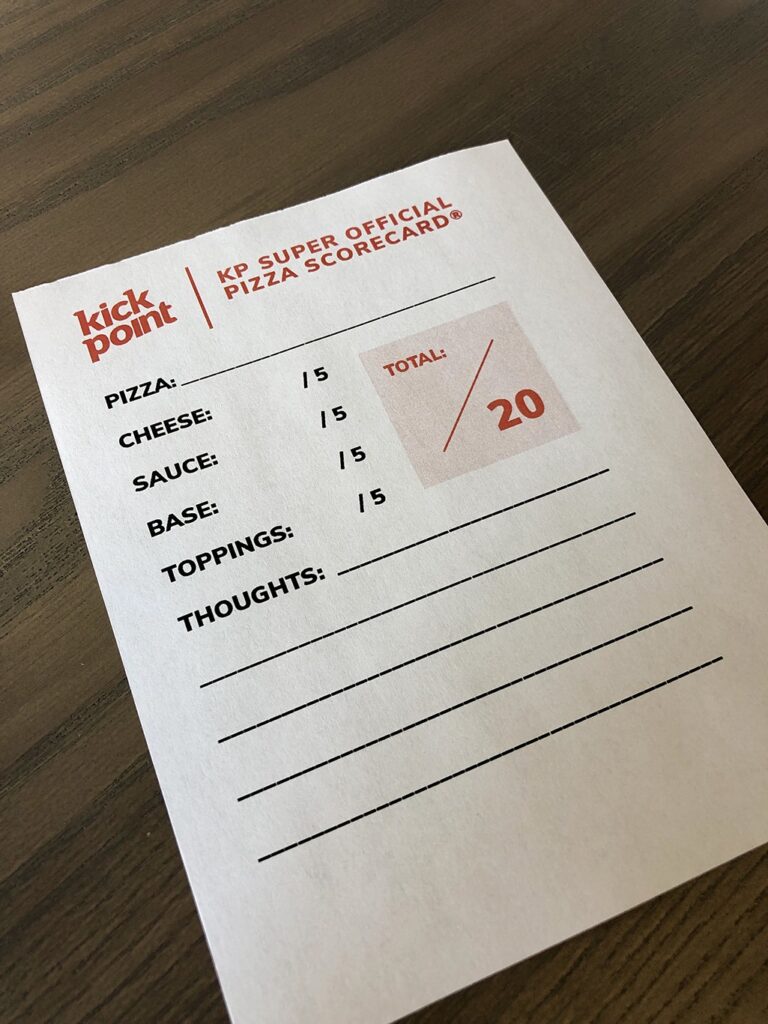 kick
point
KP SUPER OFFICIAL
PIZZA SCORECARD®
PIZZA:
CHEESE: / 5
SAUCE: / 5
BASE: / 5
TOPPINGS: / 5
THOUGHTS:
TOTAL:
/ 20